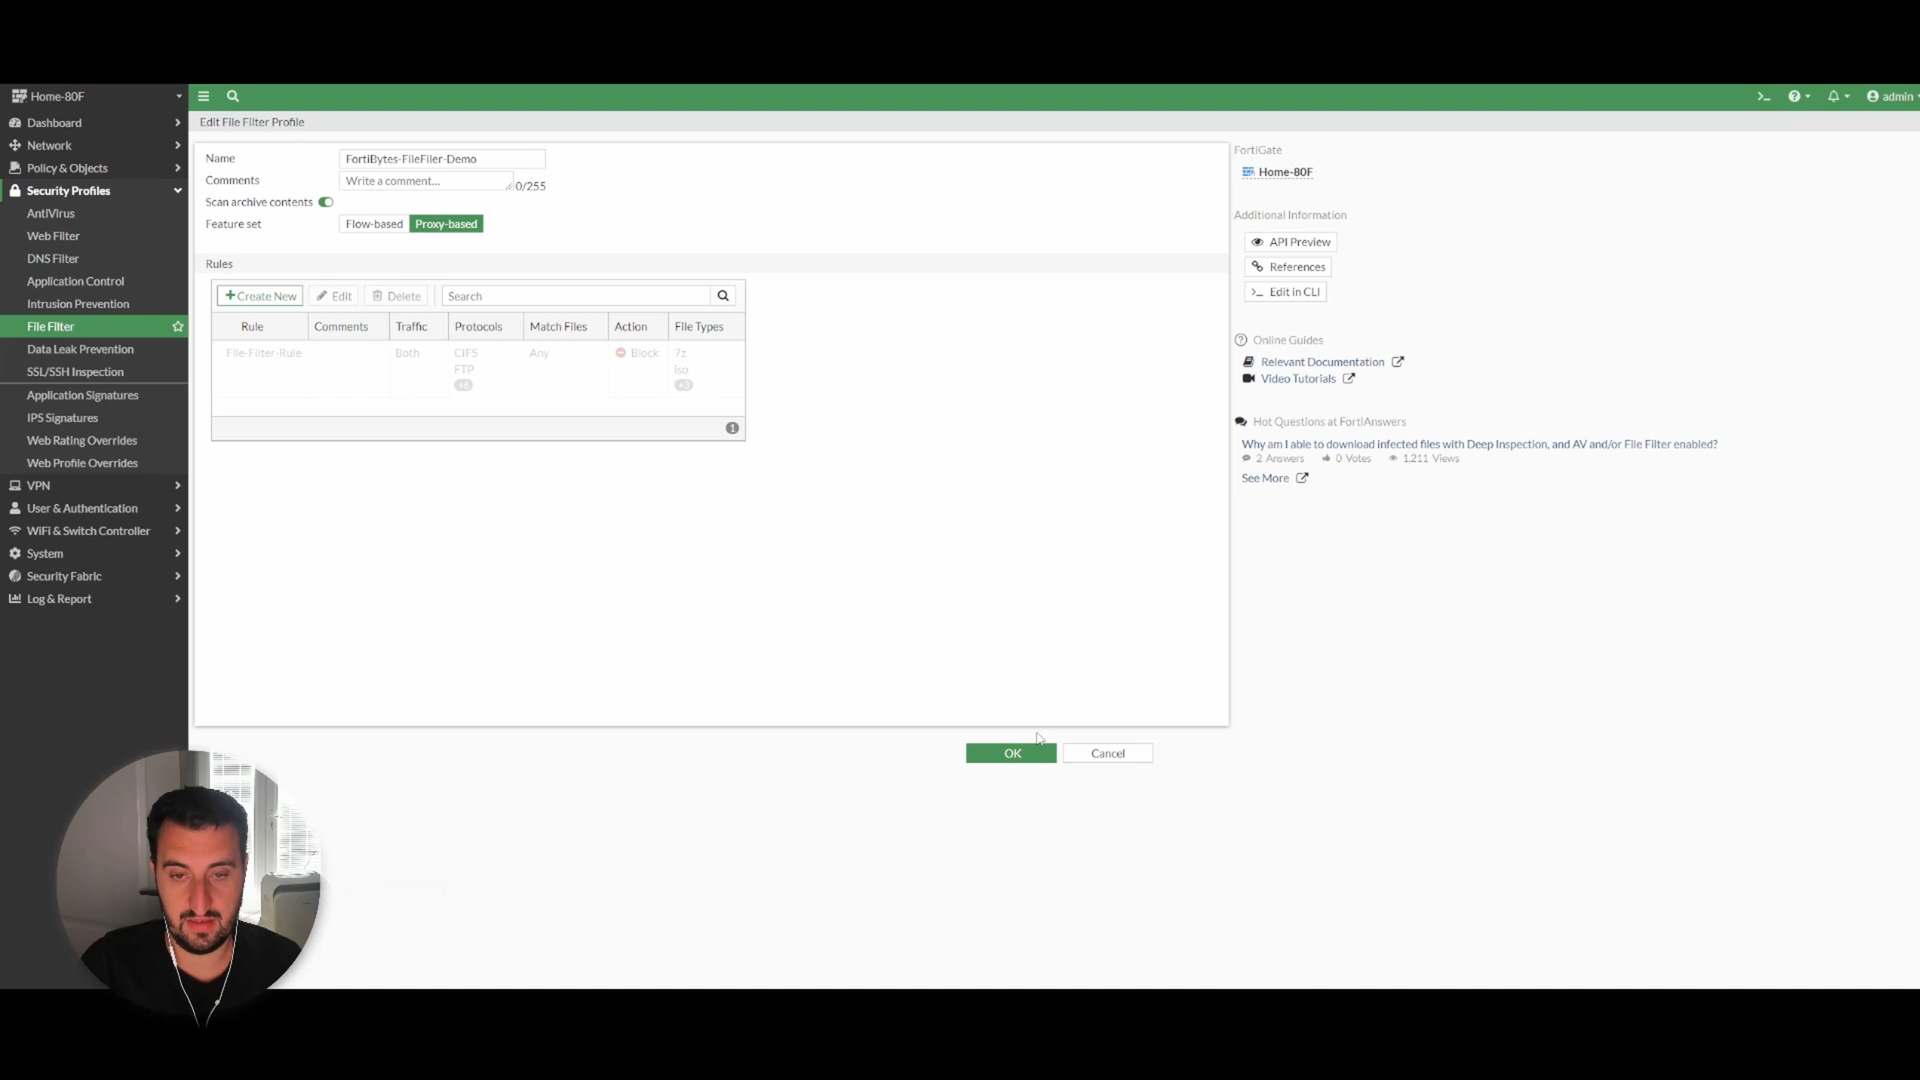 Home-80F
admin
Dashboard
Network
Policy & Objects
Security Profiles
AntiVirus
Web Filter
DNS Filter
Application Control
Intrusion Prevention
File Filter
Data Leak Prevention
SSL/SSH Inspection
Application Signatures
IPS Signatures
Web Rating Overrides
Web Profile Overrides
VPN
User & Authentication
WiFi & Switch Controller
System
Security Fabric
Log & Report
Edit File Filter Profile
Name FortiBytes-FileFiler-Demo
Comments Write a comment... 0/255
Scan archive contents
Feature set Flow-based Proxy-based
Rules
Create New Edit Delete Search
Rule Comments Traffic Protocols Match Files Action File Types
File-Filter-Rule Both CIFS Any Block 7z
FTP iso
+6 +3
1
OK Cancel
FortiGate
Home-80F
Additional Information
API Preview
References
>_ Edit in CLI
Online Guides
Relevant Documentation
Video Tutorials
Hot Questions at FortiAnswers
Why am I able to download infected files with Deep Inspection, and AV and/or File Filter enabled?
2 Answers 0 Votes 1,211 Views
See More